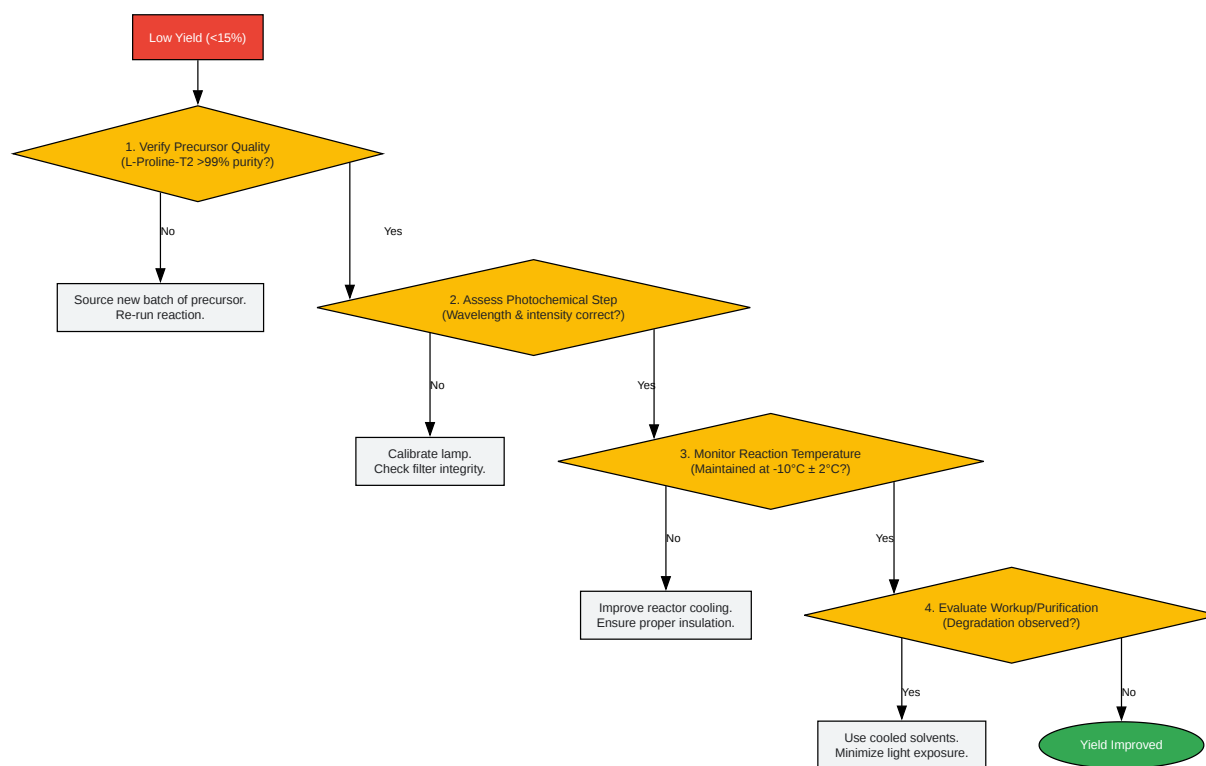 Low Yield (<15%)
1. Verify Precursor Quality
(L-Proline-T2 >99% purity?)
No
Yes
Source new batch of precursor.
Re-run reaction.
2. Assess Photochemical Step
(Wavelength & intensity correct?)
No
Yes
Calibrate lamp.
Check filter integrity.
3. Monitor Reaction Temperature
(Maintained at -10°C ± 2°C?)
No
Yes
Improve reactor cooling.
Ensure proper insulation.
4. Evaluate Workup/Purification
(Degradation observed?)
Yes
No
Use cooled solvents.
Minimize light exposure.
Yield Improved